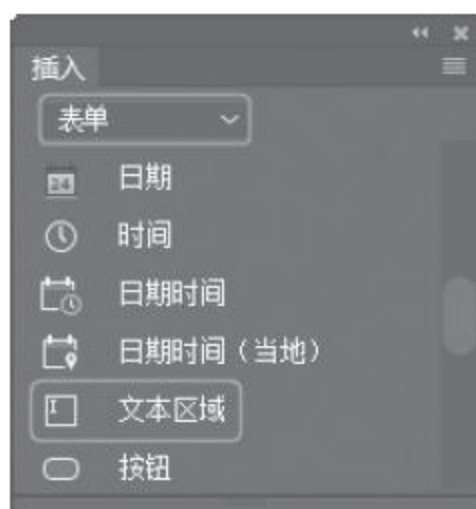 插入
表单
24 日期
时间
日期时间
日期时间（当地）
文本区域
按钮